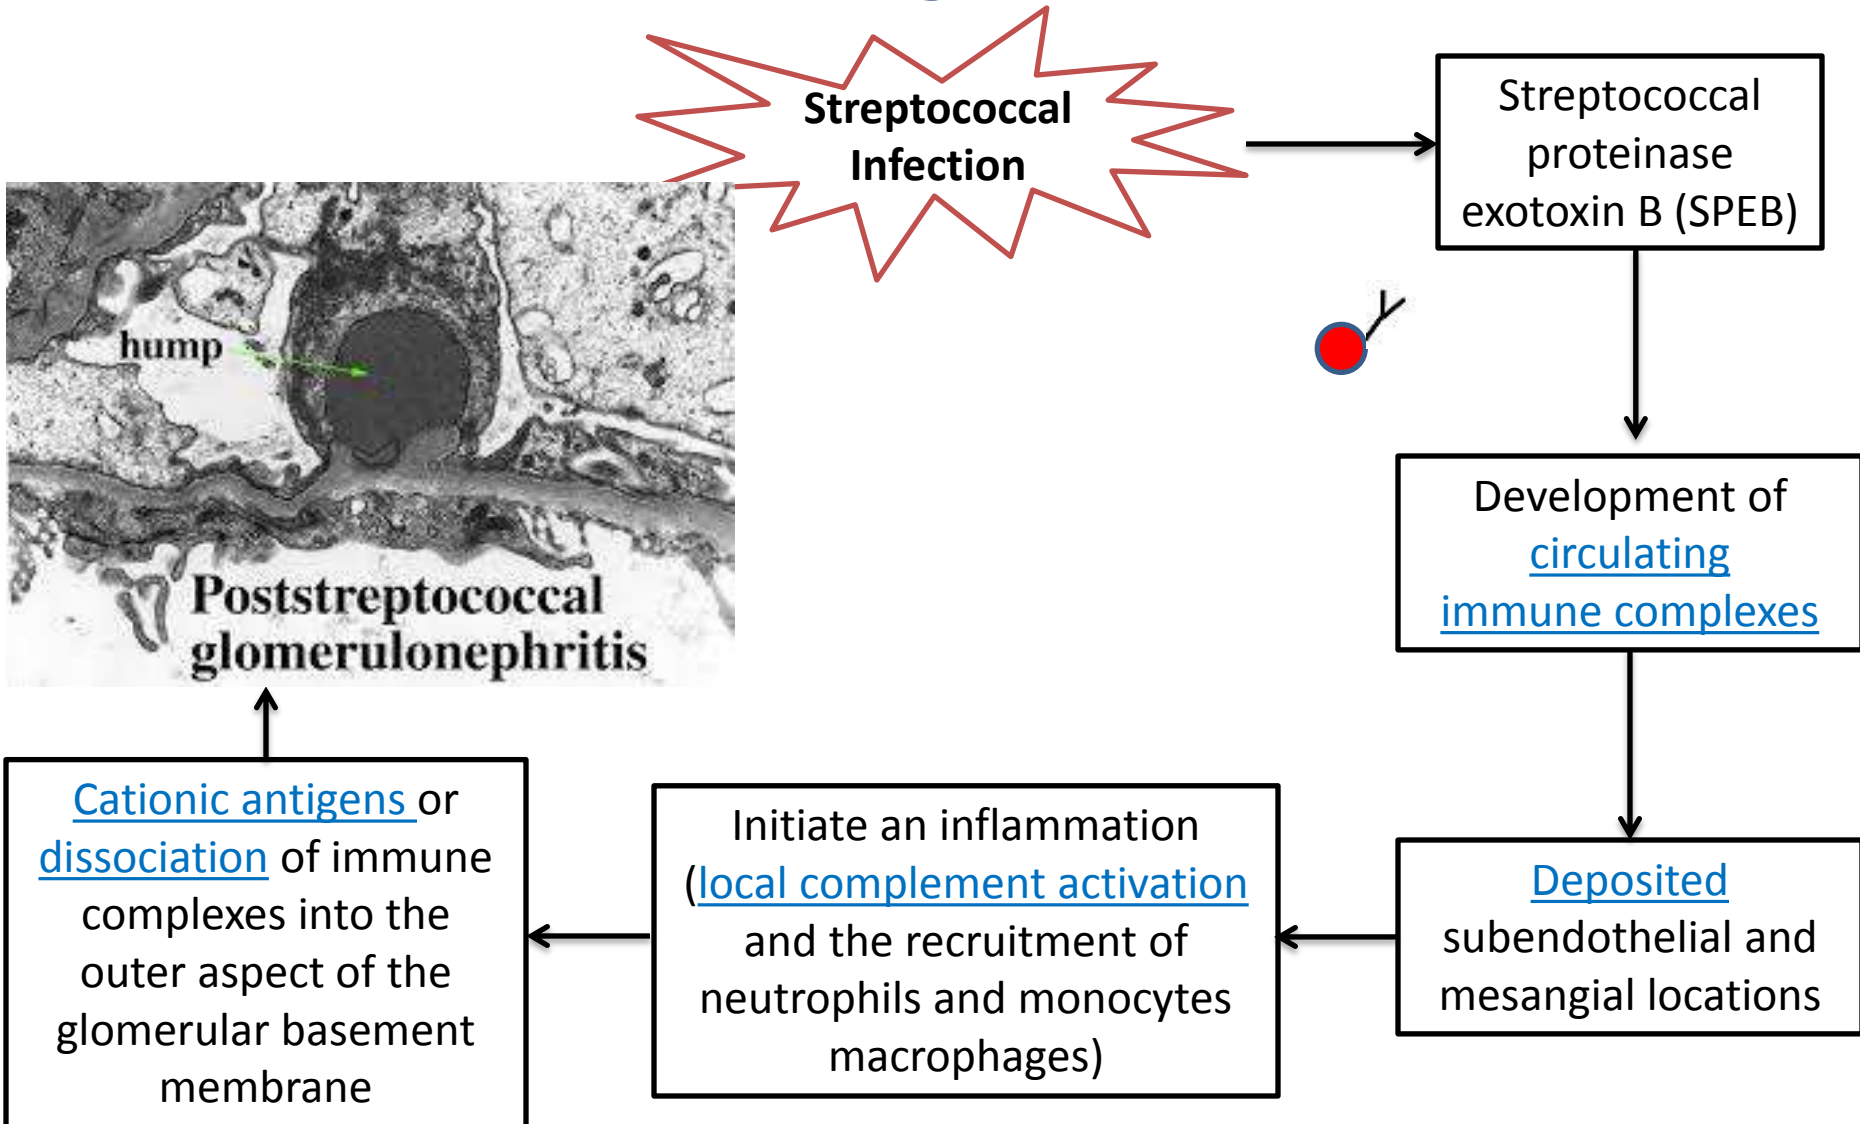 Streptococcal
Infection
Streptococcal
proteinase
exotoxin B (SPEB)
Development of
circulating
immune complexes
Deposited
subendothelial and
mesangial locations
Initiate an inflammation
(local complement activation
and the recruitment of
neutrophils and monocytes
macrophages)
Cationic antigens or
dissociation of immune
complexes into the
outer aspect of the
glomerular basement
membrane
hump
Poststreptococcal
glomerulonephritis